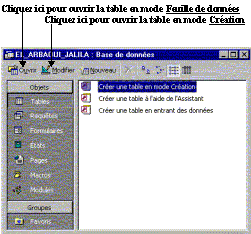 Cliquez ici pour ouvrir la table en mode Feuille de données
Cliquez ici pour ouvrir la table en mode Création
EL_ARBAOUI_JALILA : Base de données
Ouvrir Modifier Nouveau
Objets
Tables
Requêtes
Formulaires
États
Pages
Macros
Modules
Groupes
Favoris
Créer une table en mode Création
Créer une table à l'aide de l'Assistant
Créer une table en entrant des données